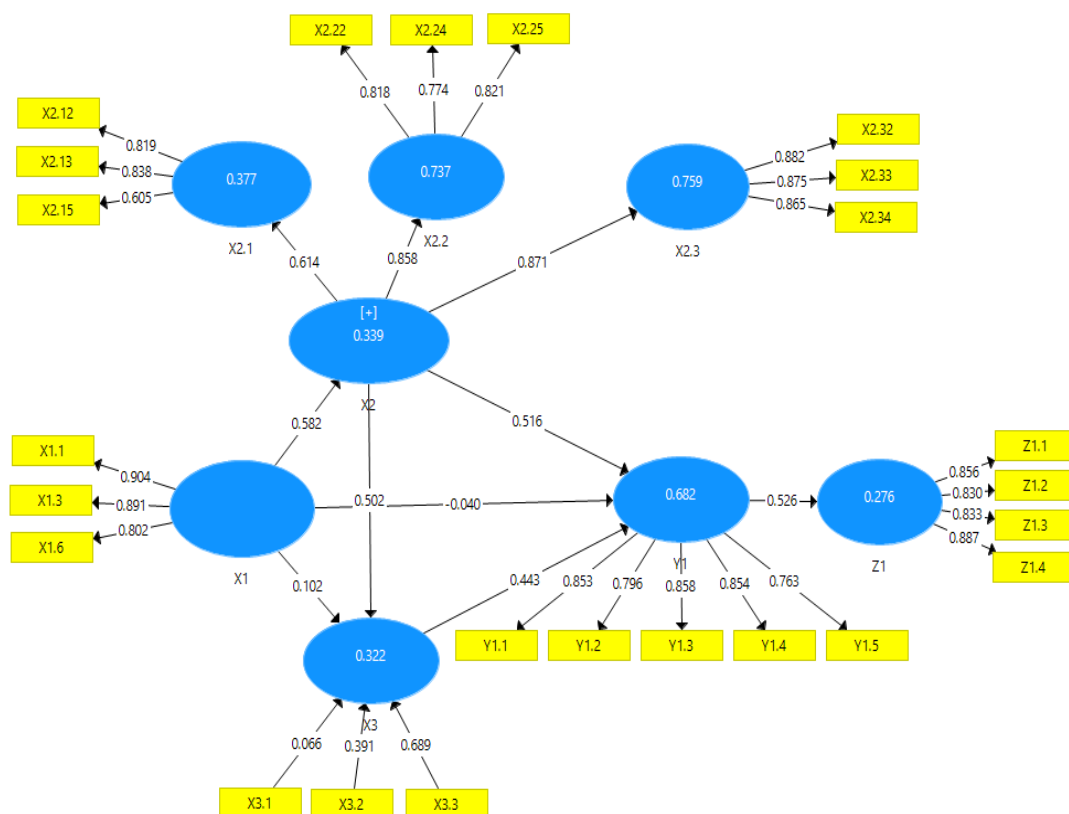 X2.22
X2.24
X2.25
0.818
0.774
0.821
X2.12
X2.13
X2.15
0.819
0.838
0.605
0.377
X2.1
0.737
X2.2
0.759
X2.3
0.882
0.875
0.865
X2.32
X2.33
X2.34
0.614
0.858
0.871
[+]
0.339
X2
0.582
0.516
X1.1
X1.3
X1.6
0.904
0.891
0.802
X1
0.502
-0.040
0.102
0.682
Y1
0.526
0.276
Z1
0.856
0.830
0.833
0.887
Z1.1
Z1.2
Z1.3
Z1.4
0.443
0.853
0.796
0.858
0.854
0.763
Y1.1
Y1.2
Y1.3
Y1.4
Y1.5
0.322
X3
0.066
0.391
0.689
X3.1
X3.2
X3.3